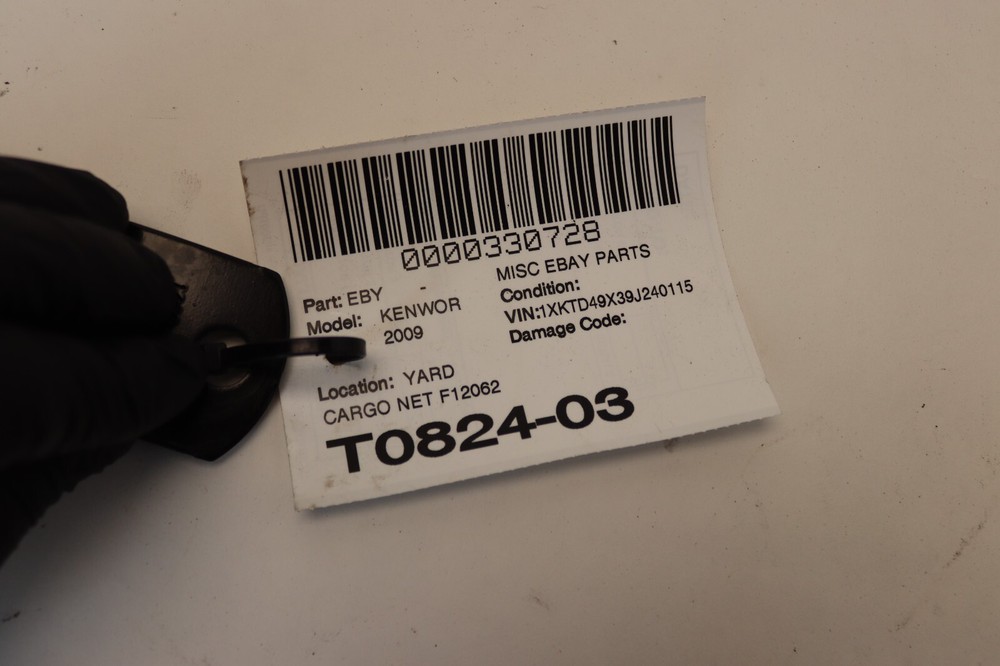 0000330728
Part: EBY - MISC EBAY PARTS
Model: KENWOR Condition:
2009 VIN:1XKTD49X39J240115
Damage Code:
Location: YARD
CARGO NET F12062
T0824-03